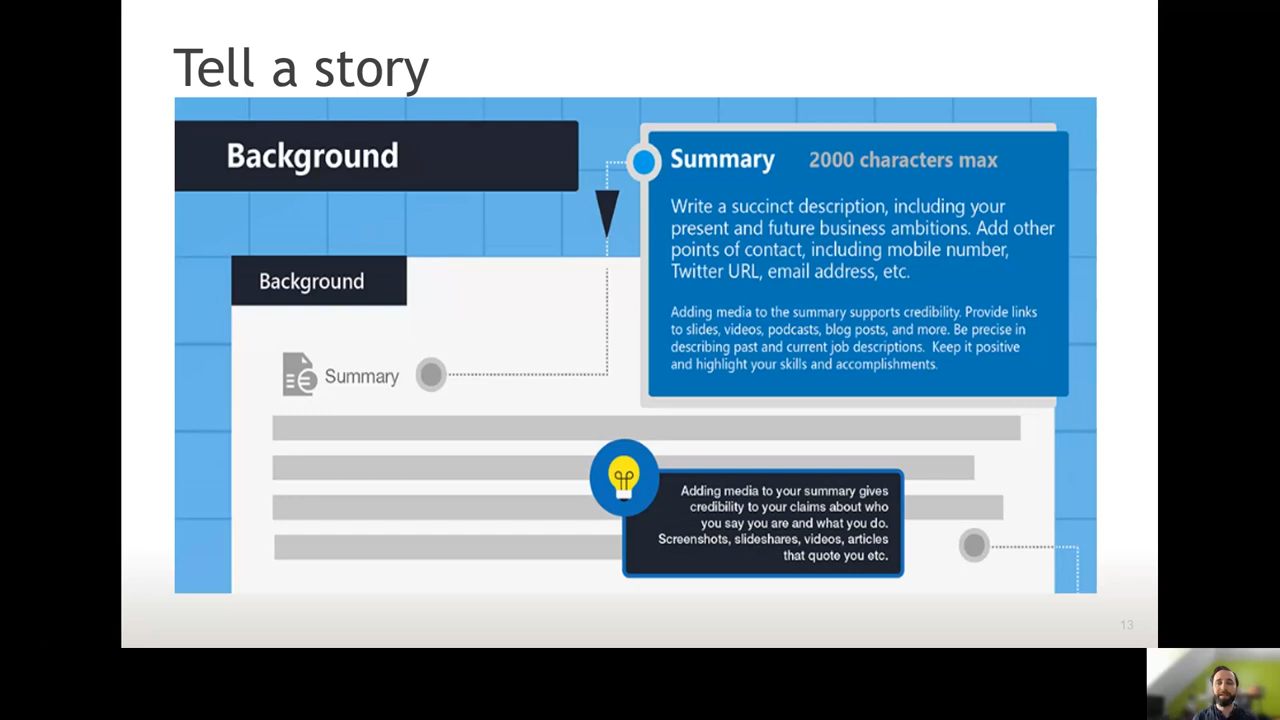 Tell a story
Background
Summary 2000 characters max
Write a succinct description, including your
present and future business ambitions. Add other
points of contact, including mobile number,
Twitter URL, email address, etc.
Adding media to the summary supports credibility. Provide links
to slides, videos, podcasts, blog posts, and more. Be precise in
describing past and current job descriptions. Keep it positive
and highlight your skills and accomplishments.
Background
Summary
Adding media to your summary gives
credibility to your claims about who
you say you are and what you do.
Screenshots, slideshares, videos, articles
that quote you etc.
13